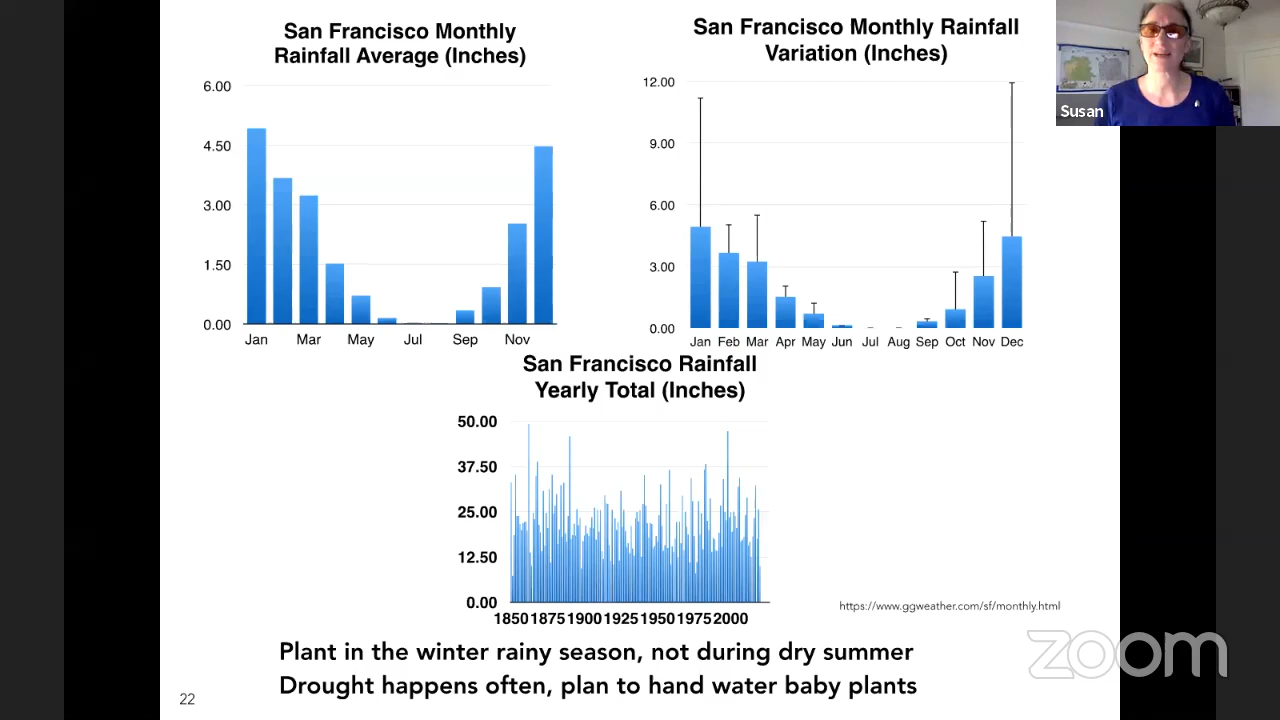 San Francisco Monthly
Rainfall Average (Inches)
6.00
4.50
3.00
1.50
0.00
Jan Mar May Jul Sep Nov
San Francisco Monthly Rainfall
Variation (Inches)
12.00
9.00
6.00
3.00
0.00
Jan Feb Mar Apr May Jun Jul Aug Sep Oct Nov Dec
Susan
San Francisco Rainfall
Yearly Total (Inches)
50.00
37.50
25.00
12.50
0.00
1850 1875 1900 1925 1950 1975 2000
https://www.ggweather.com/sf/monthly.html
zoom
Plant in the winter rainy season, not during dry summer
Drought happens often, plan to hand water baby plants
22